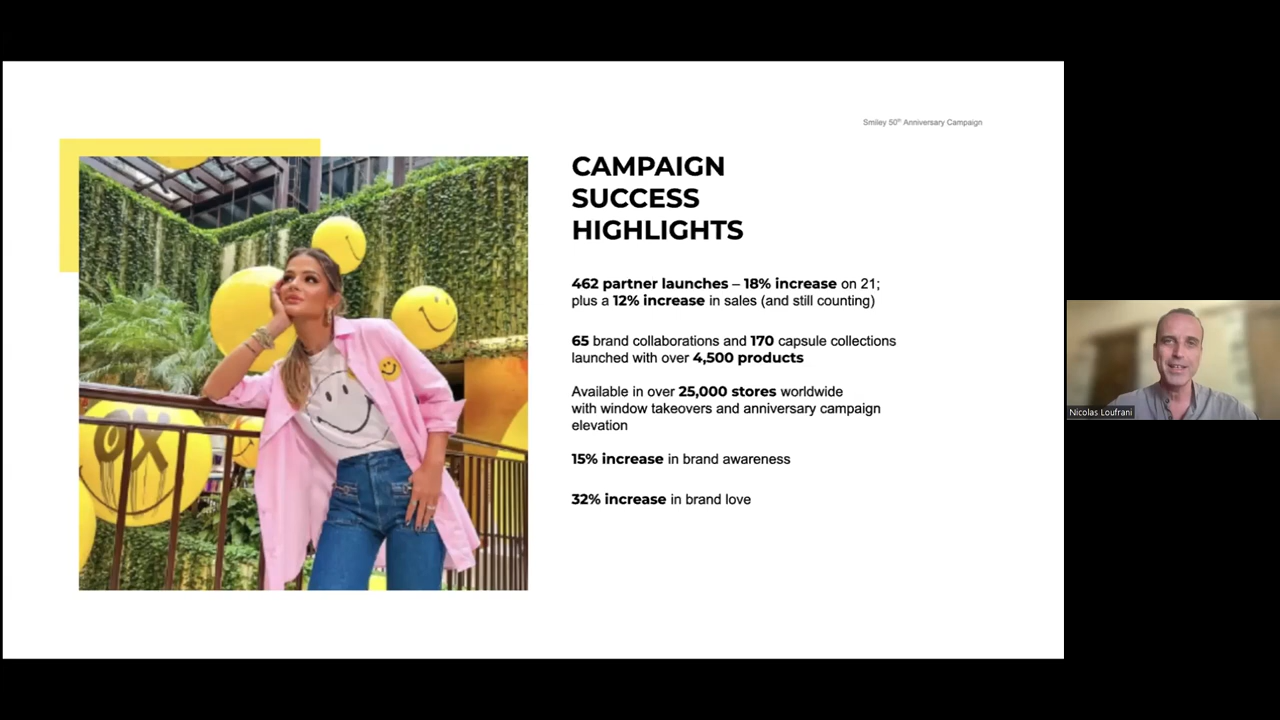 Smiley 50th Anniversary Campaign
CAMPAIGN
SUCCESS
HIGHLIGHTS
462 partner launches – 18% increase on 21;
plus a 12% increase in sales (and still counting)
65 brand collaborations and 170 capsule collections
launched with over 4,500 products
Available in over 25,000 stores worldwide
with window takeovers and anniversary campaign
elevation
15% increase in brand awareness
32% increase in brand love
Nicolas Loufrani